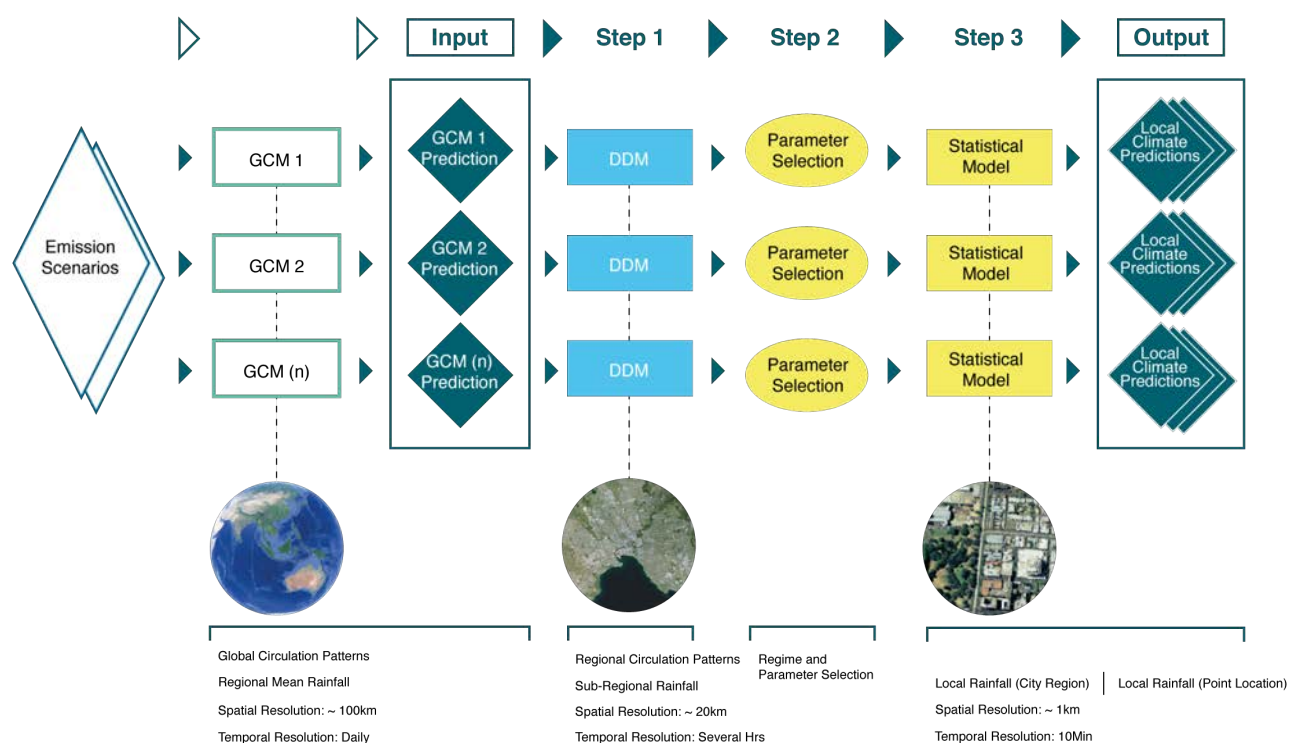 Input
Step 1
Step 2
Step 3
Output
Emission
Scenarios
GCM 1
GCM 1
Prediction
DDM
Parameter
Selection
Statistical
Model
Local
Climate
Predictions
GCM 2
GCM 2
Prediction
DDM
Parameter
Selection
Statistical
Model
Local
Climate
Predictions
GCM (n)
GCM (n)
Prediction
DDM
Parameter
Selection
Statistical
Model
Local
Climate
Predictions
Global Circulation Patterns
Regional Mean Rainfall
Spatial Resolution: ~ 100km
Temporal Resolution: Daily
Regional Circulation Patterns
Sub-Regional Rainfall
Spatial Resolution: ~ 20km
Temporal Resolution: Several Hrs
Regime and
Parameter Selection
Local Rainfall (City Region) | Local Rainfall (Point Location)
Spatial Resolution: ~ 1km
Temporal Resolution: 10Min